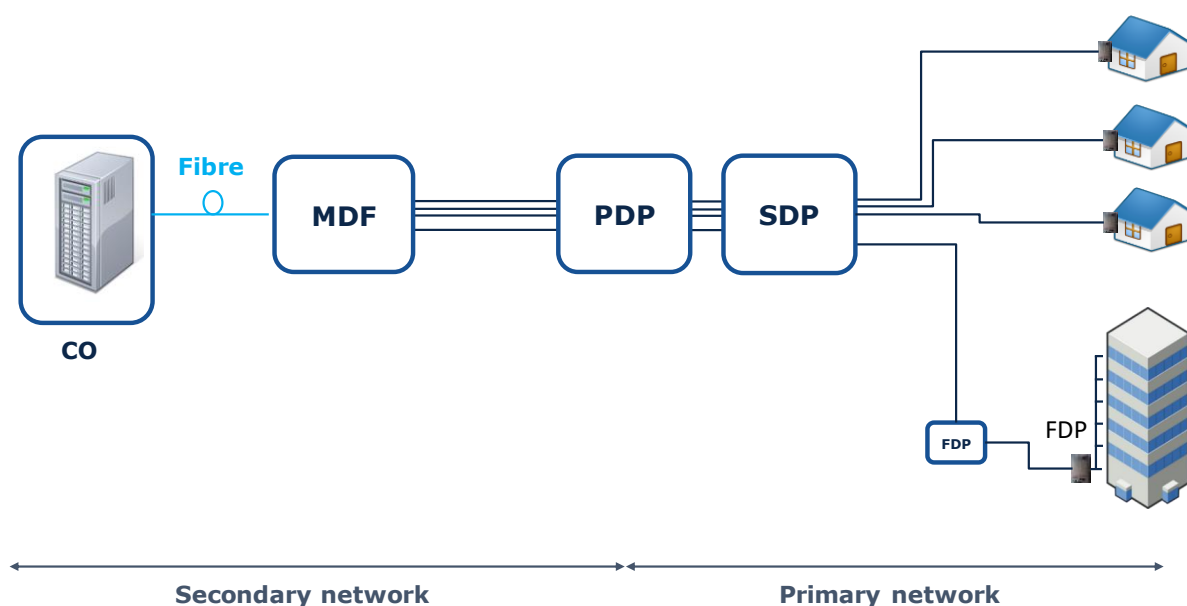 Fibre
MDF
PDP
SDP
CO
FDP
FDP
Secondary network
Primary network